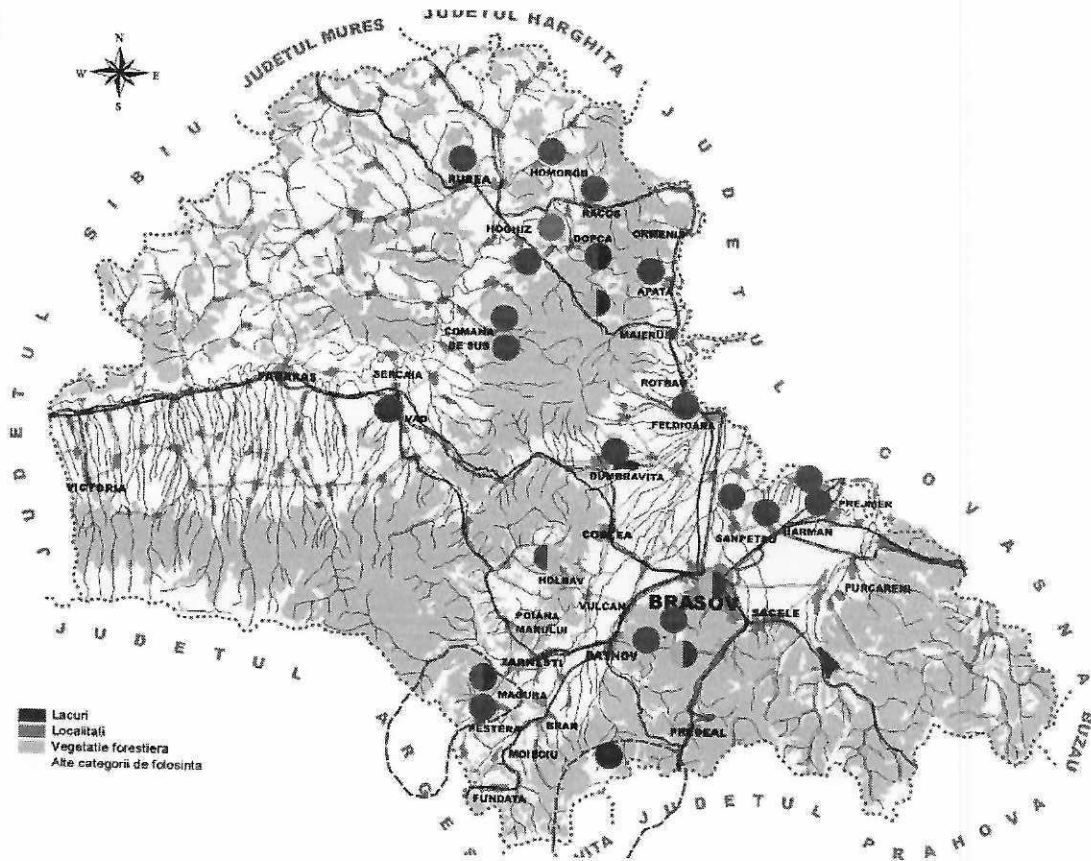 JUDETUL MURES
JUDETUL HARGHITA
JUDETUL
SIBIU
JUDETUL
N
W E
S
RUPEA
HOMOROD
RACOS
HOGHIZ
DOPCA
ORMENIS
APATA
COMANA
DE SUS
MAIERUS
SERCAIA
FAGARAS
ROTBAV
VAD
FELDIOARA
VICTORIA
DUMBRAVITA
COVASNA
PREJMER
HARMAN
SANPETRU
CODLEA
HOLBAV
PURCARENI
BRASOV
VULCAN
SACELE
POIANA
MARULUI
JUDETUL
ZARNESTI
RASNOV
MAGURA
PESTERA
BRAN
PREDEAL
MOIECIU
FUNDATA
BUZAU
ARGES
JUDETUL
PRAHOVA
Lacuri
Localitati
Vegetatie forestiera
Alte categorii de folosinta